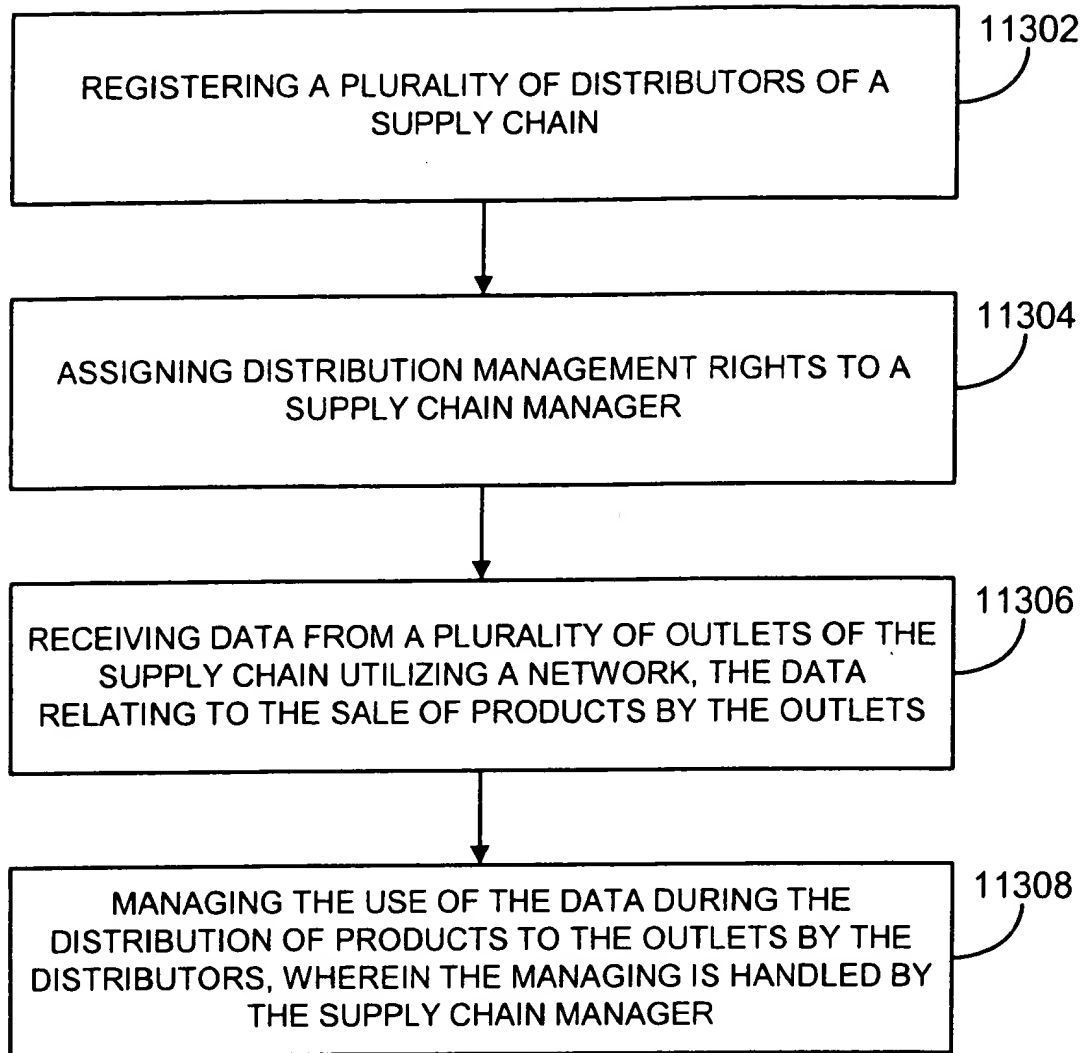 11302
REGISTERING A PLURALITY OF DISTRIBUTORS OF A
SUPPLY CHAIN
11304
ASSIGNING DISTRIBUTION MANAGEMENT RIGHTS TO A
SUPPLY CHAIN MANAGER
11306
RECEIVING DATA FROM A PLURALITY OF OUTLETS OF THE
SUPPLY CHAIN UTILIZING A NETWORK, THE DATA
RELATING TO THE SALE OF PRODUCTS BY THE OUTLETS
11308
MANAGING THE USE OF THE DATA DURING THE
DISTRIBUTION OF PRODUCTS TO THE OUTLETS BY THE
DISTRIBUTORS, WHEREIN THE MANAGING IS HANDLED BY
THE SUPPLY CHAIN MANAGER